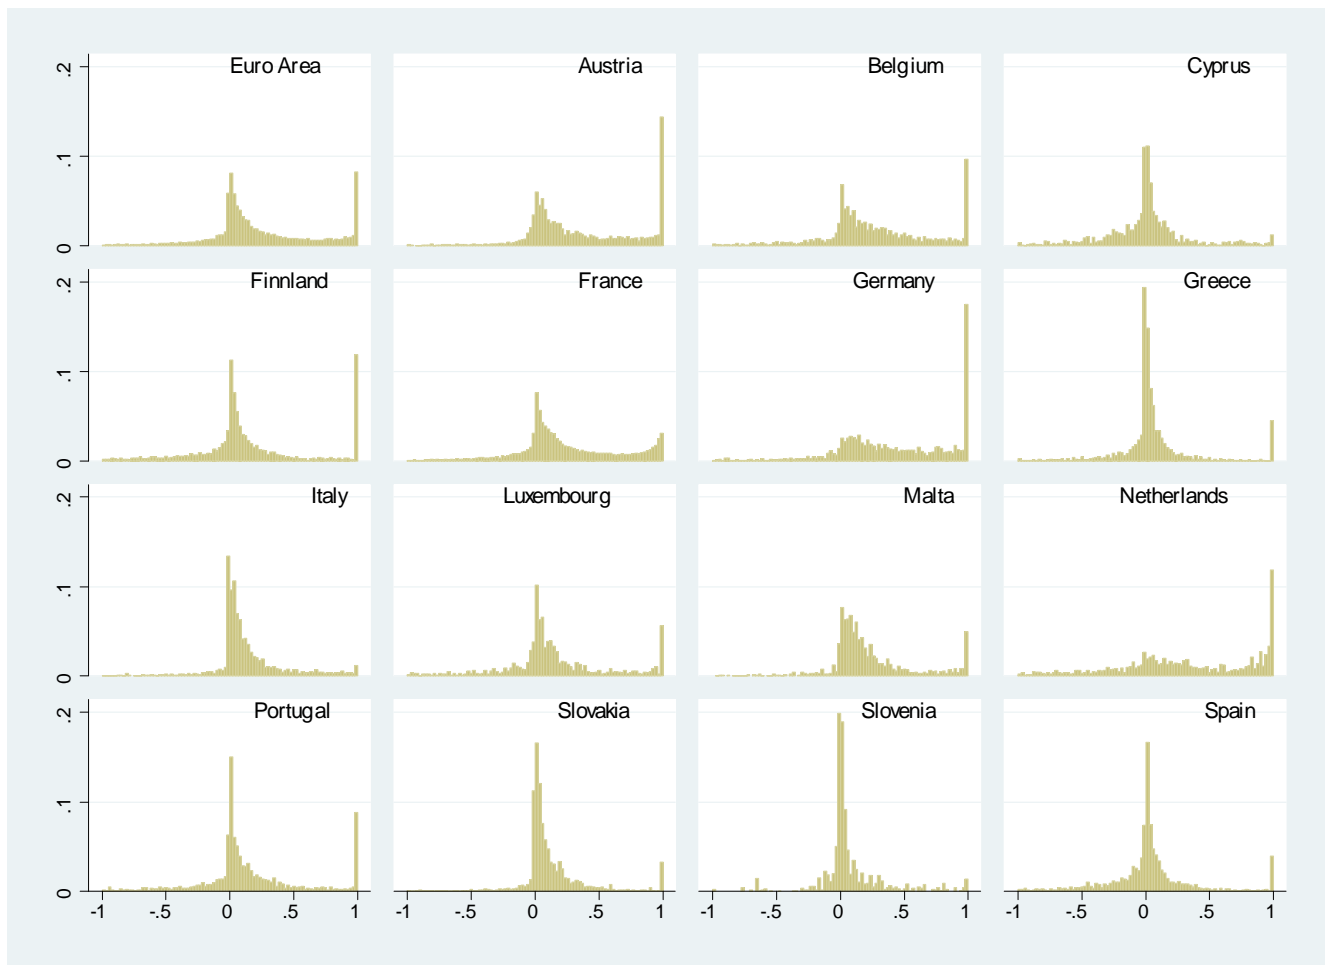 Euro Area Austria Belgium Cyprus
.2
.1
0
Finnland France Germany Greece
.2
.1
0
Italy Luxembourg Malta Netherlands
.2
.1
0
Portugal Slovakia Slovenia Spain
.2
.1
0
-1 -.5 0 .5 1 -1 -.5 0 .5 1 -1 -.5 0 .5 1 -1 -.5 0 .5 1